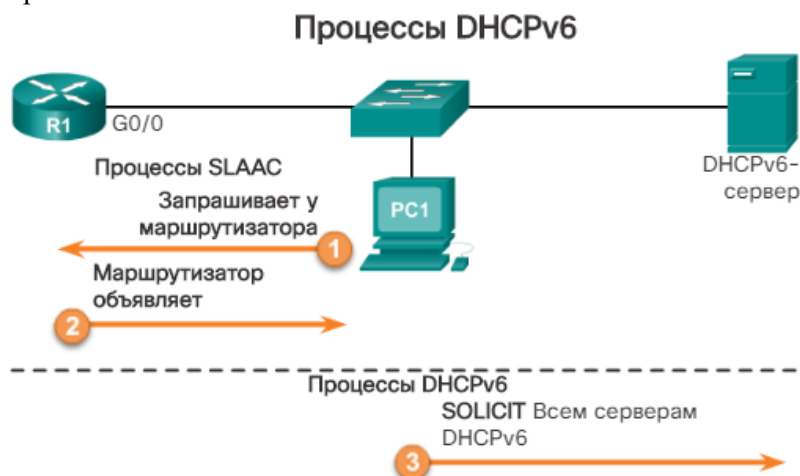 Процессы DHCPv6
R1
G0/0
DHCPv6-
сервер
Процессы SLAAC
PC1
Запрашивает у
маршрутизатора
1
Маршрутизатор
объявляет
2
Процессы DHCPv6
SOLICIT Всем серверам
DHCPv6
3